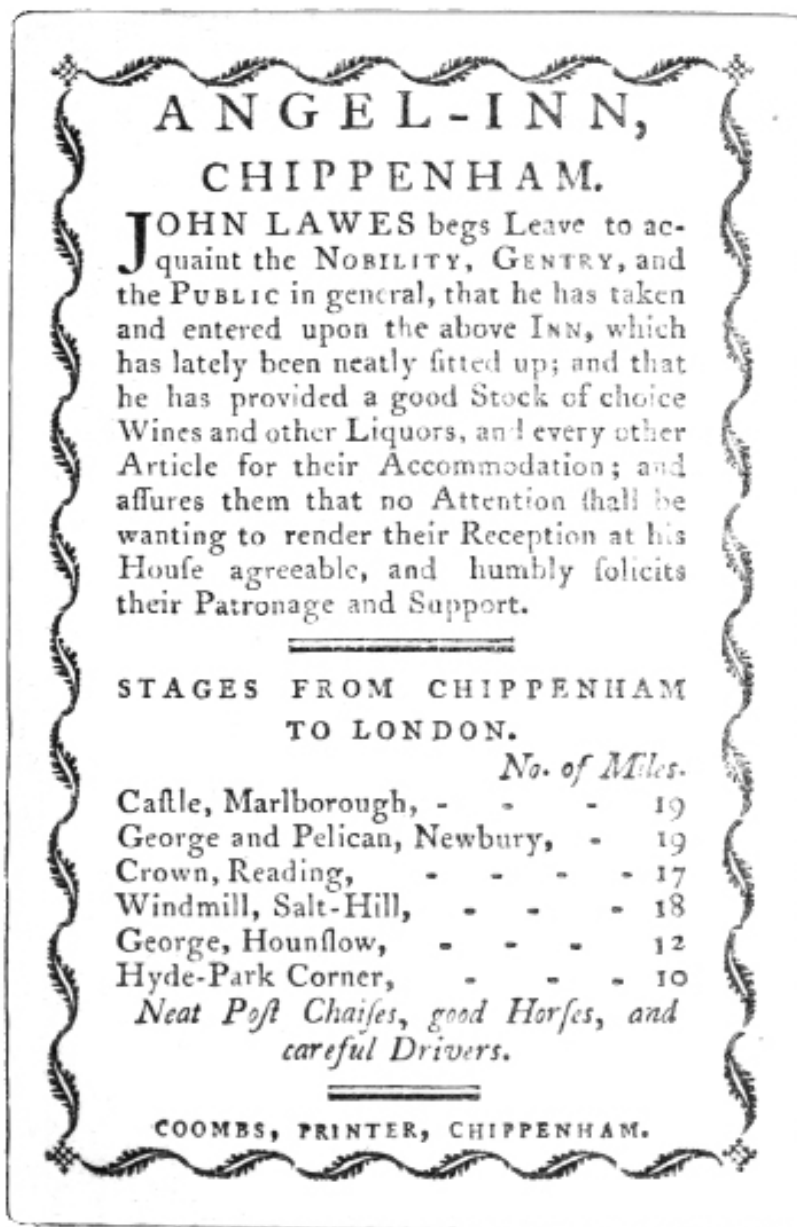 ANGEL-INN,
CHIPPENHAM.
JOHN LAWES begs Leave to ac-
quaint the NOBILITY, GENTRY, and
the PUBLIC in general, that he has taken
and entered upon the above INN, which
has lately been neatly fitted up; and that
he has provided a good Stock of choice
Wines and other Liquors, and every other
Article for their Accommodation; and
aſſures them that no Attention ſhall be
wanting to render their Reception at his
Houſe agreeable, and humbly ſolicits
their Patronage and Support.
STAGES FROM CHIPPENHAM
TO LONDON.
No. of Miles.
Caſtle, Marlborough, - - - 19
George and Pelican, Newbury, - 19
Crown, Reading, - - - - 17
Windmill, Salt-Hill, - - - 18
George, Hounſlow, - - - 12
Hyde-Park Corner, - - - 10
Neat Poſt Chaiſes, good Horſes, and
careful Drivers.
COOMBS, PRINTER, CHIPPENHAM.